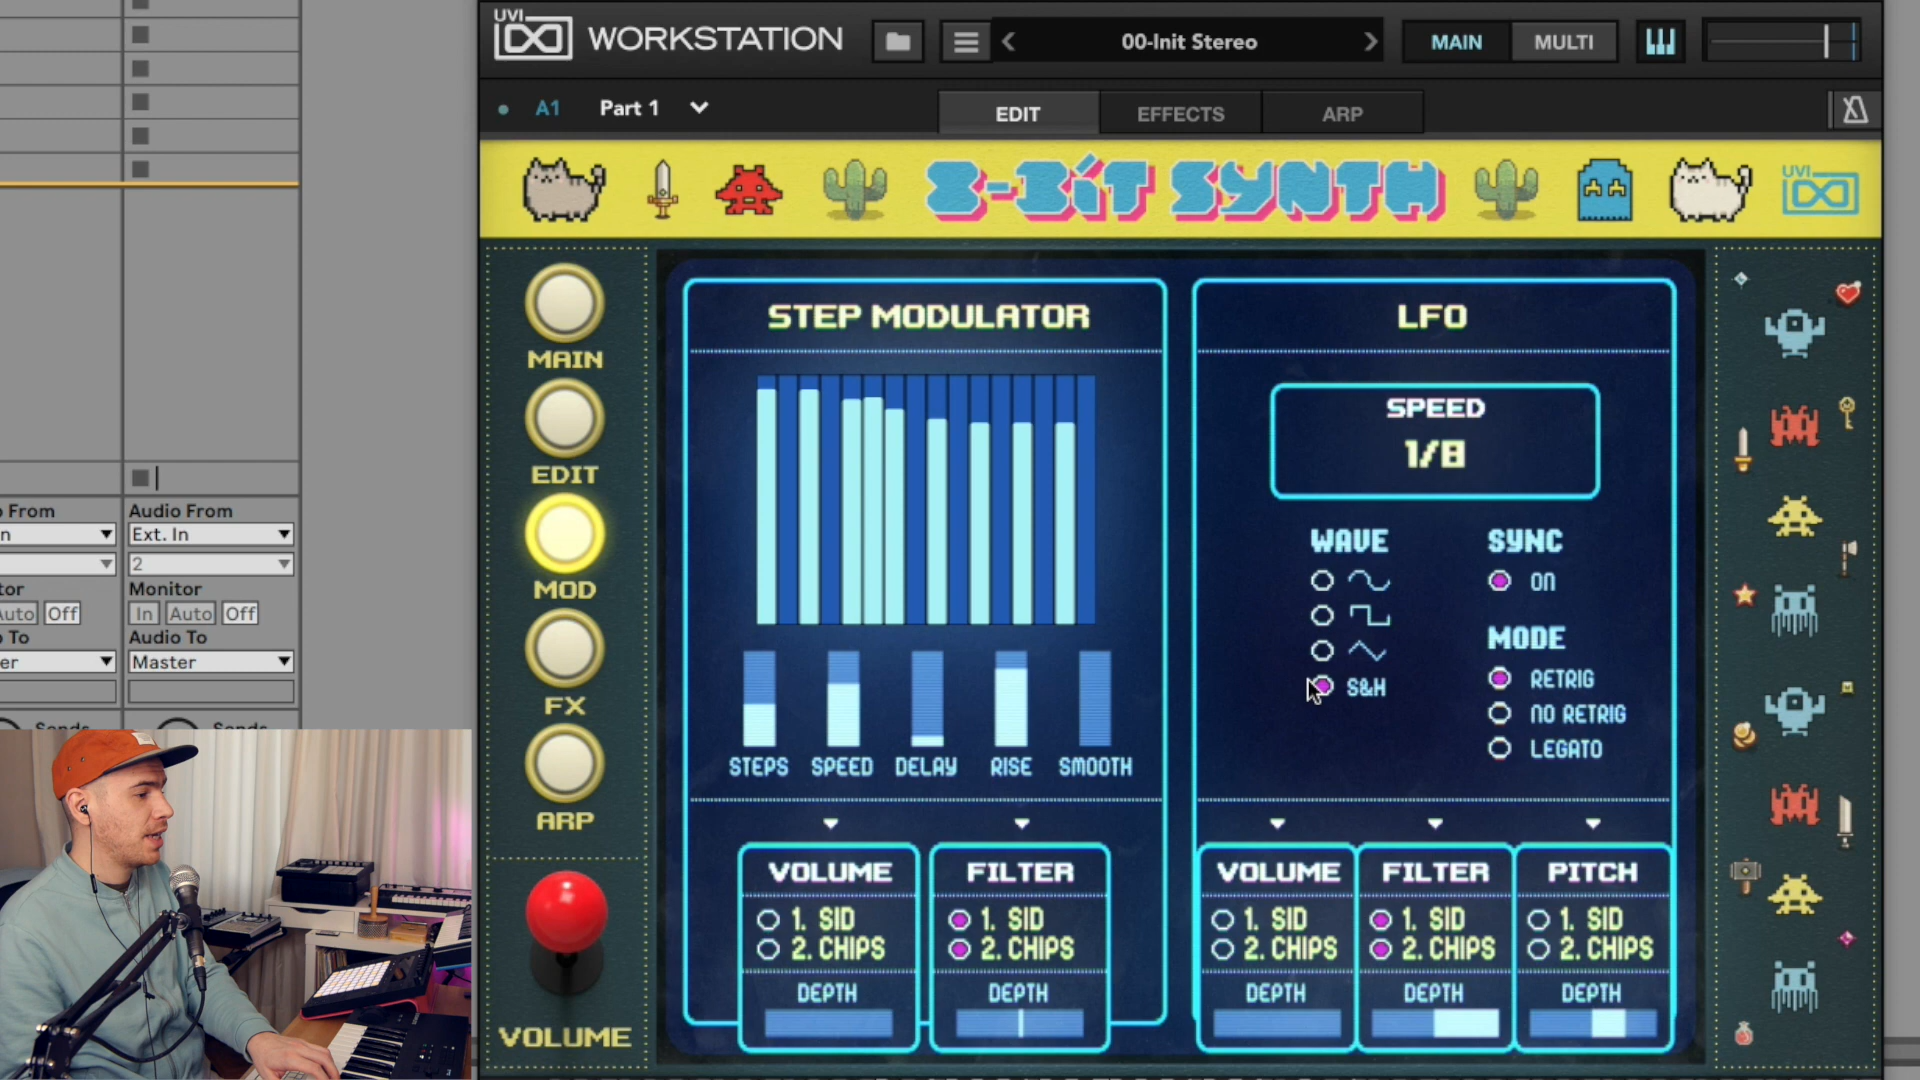 UVI WORKSTATION
00-Init Stereo
MAIN MULTI
A1 Part 1
EDIT EFFECTS ARP
8-BIT SYNTH
UVI
MAIN
EDIT
MOD
FX
ARP
VOLUME
STEP MODULATOR
STEPS SPEED DELAY RISE SMOOTH
VOLUME
1. SID
2. CHIPS
DEPTH
FILTER
1. SID
2. CHIPS
DEPTH
LFO
SPEED
1/8
WAVE
S&H
SYNC
ON
MODE
RETRIG
NO RETRIG
LEGATO
VOLUME
1. SID
2. CHIPS
DEPTH
FILTER
1. SID
2. CHIPS
DEPTH
PITCH
1. SID
2. CHIPS
DEPTH
From
Off
To
Audio From
Ext. In
2
Monitor
In Auto Off
Audio To
Master